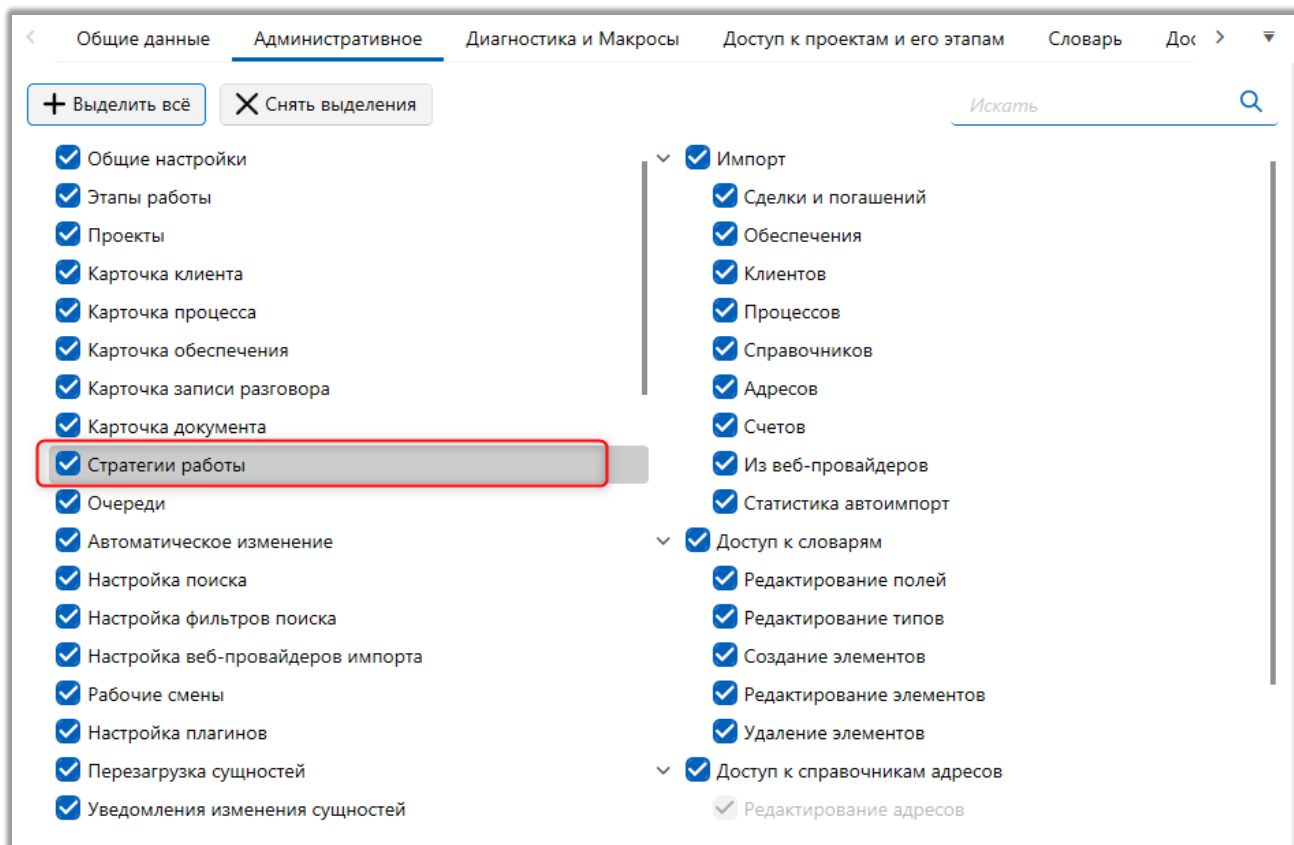 Общие данные Административное Диагностика и Макросы Доступ к проектам и его этапам Словарь Дос
Выделить всё Снять выделения Искать
Общие настройки
Этапы работы
Проекты
Карточка клиента
Карточка процесса
Карточка обеспечения
Карточка записи разговора
Карточка документа
Стратегии работы
Очереди
Автоматическое изменение
Настройка поиска
Настройка фильтров поиска
Настройка веб-провайдеров импорта
Рабочие смены
Настройка плагинов
Перезагрузка сущностей
Уведомления изменения сущностей
Импорт
Сделки и погашений
Обеспечения
Клиентов
Процессов
Справочников
Адресов
Счетов
Из веб-провайдеров
Статистика автоимпорт
Доступ к словарям
Редактирование полей
Редактирование типов
Создание элементов
Редактирование элементов
Удаление элементов
Доступ к справочникам адресов
Редактирование адресов